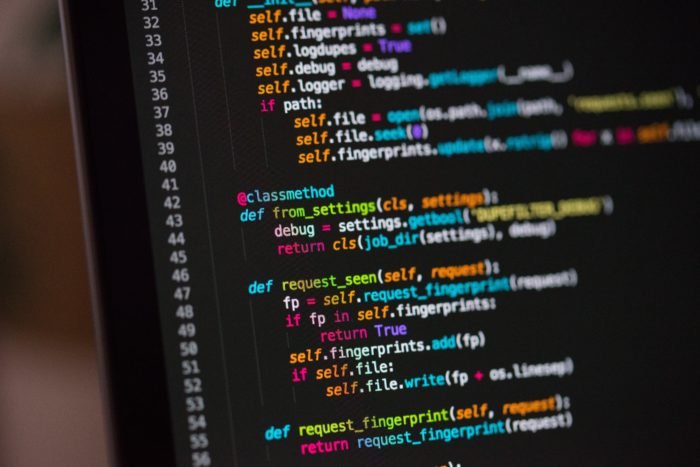 31 def __init__(self,
32 self.file = None
33 self.fingerprints = set()
34 self.logdupes = True
35 self.debug = debug
36 self.logger = logging.getLogger(__name__)
37 if path:
38 self.file = open(os.path.join(path, 'requests.seen'),
39 self.file.seek(0)
40 self.fingerprints.update(x.rstrip() for x in self.file
41
42 @classmethod
43 def from_settings(cls, settings):
44 debug = settings.getbool('DUPEFILTER_DEBUG')
45 return cls(job_dir(settings), debug)
46
47 def request_seen(self, request):
48 fp = self.request_fingerprint(request)
49 if fp in self.fingerprints:
50 return True
51 self.fingerprints.add(fp)
52 if self.file:
53 self.file.write(fp + os.linesep)
54
55 def request_fingerprint(self, request):
56 return request_fingerprint(request)